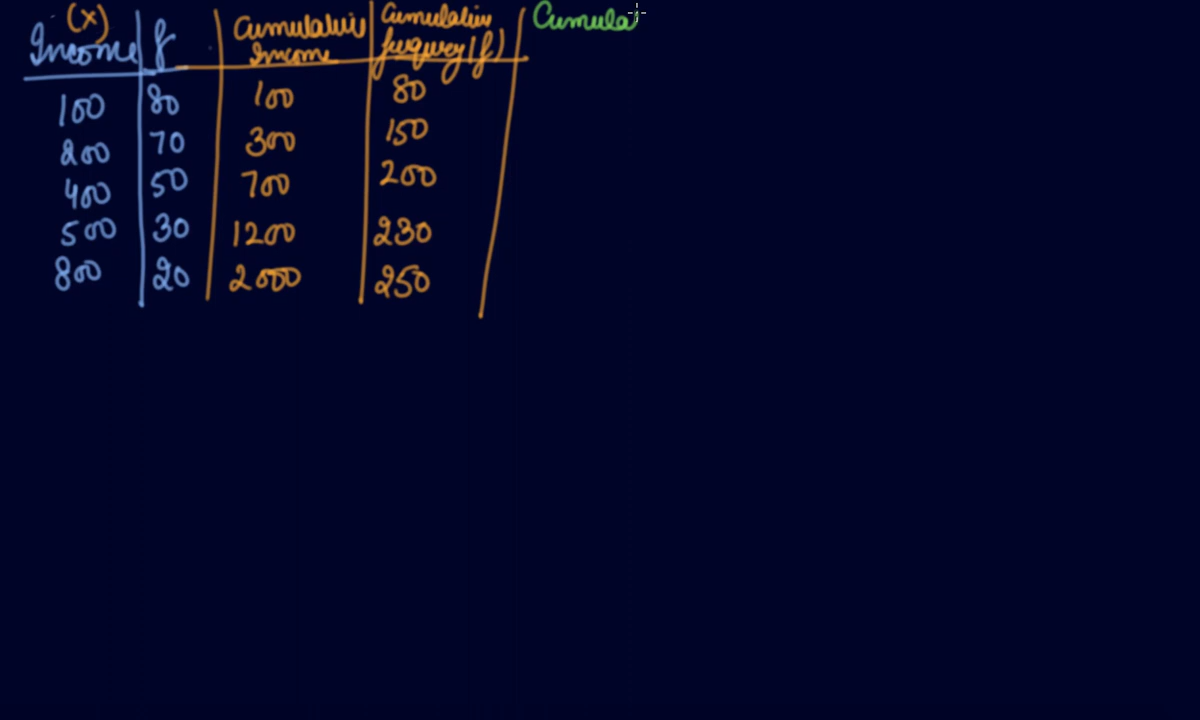 (x)
Income f Cumulative Income Cumulative frequency (f) Cumula
100 80 100 80
200 70 300 150
400 50 700 200
500 30 1200 230
800 20 2000 250